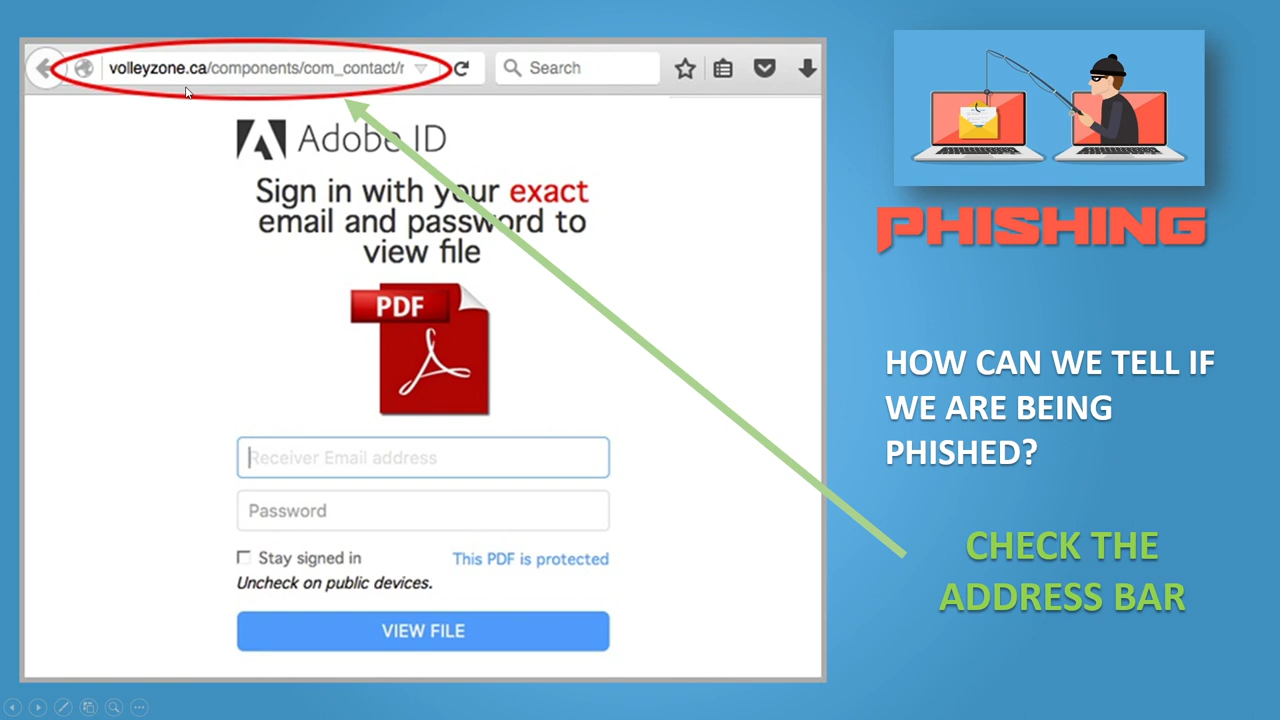 volleyzone.ca/components/com_contact/r
Search
Adobe ID
Sign in with your exact
email and password to
view file
PDF
Receiver Email address
Password
Stay signed in
This PDF is protected
Uncheck on public devices.
VIEW FILE
PHISHING
HOW CAN WE TELL IF
WE ARE BEING
PHISHED?
CHECK THE
ADDRESS BAR